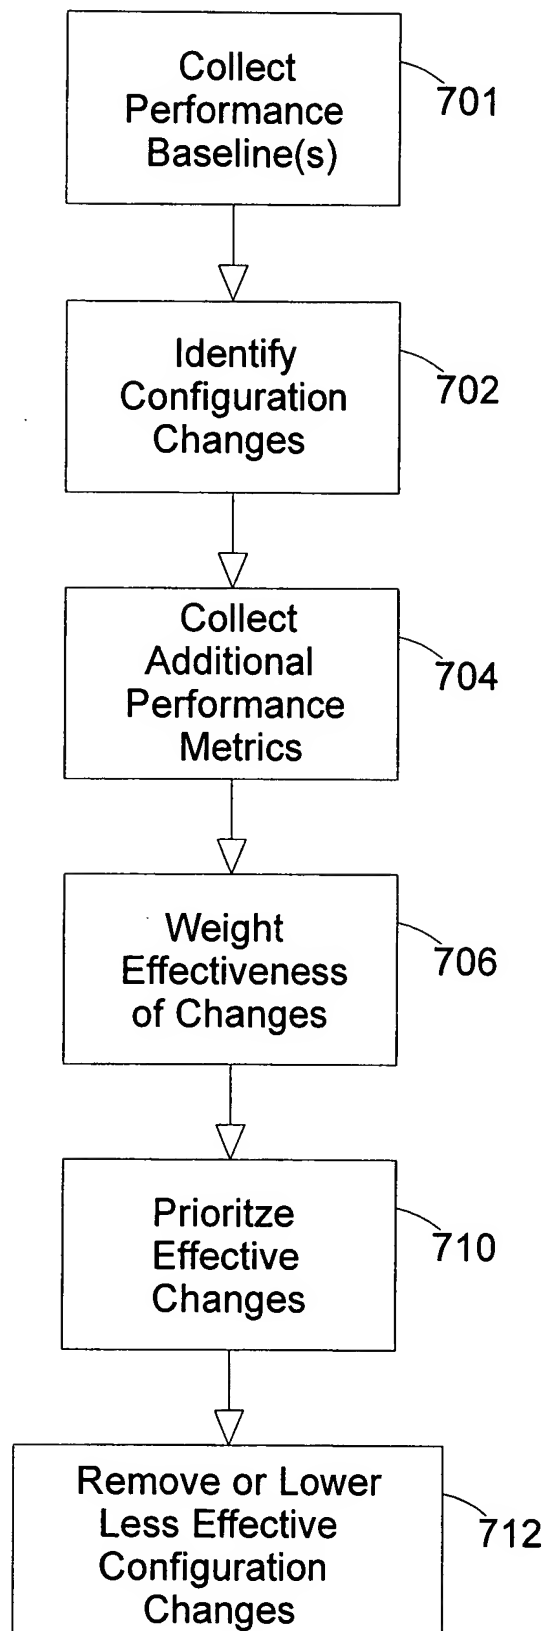 Collect
Performance
Baseline(s)
701
Identify
Configuration
Changes
702
Collect
Additional
Performance
Metrics
704
Weight
Effectiveness
of Changes
706
Prioritze
Effective
Changes
710
Remove or Lower
Less Effective
Configuration
Changes
712